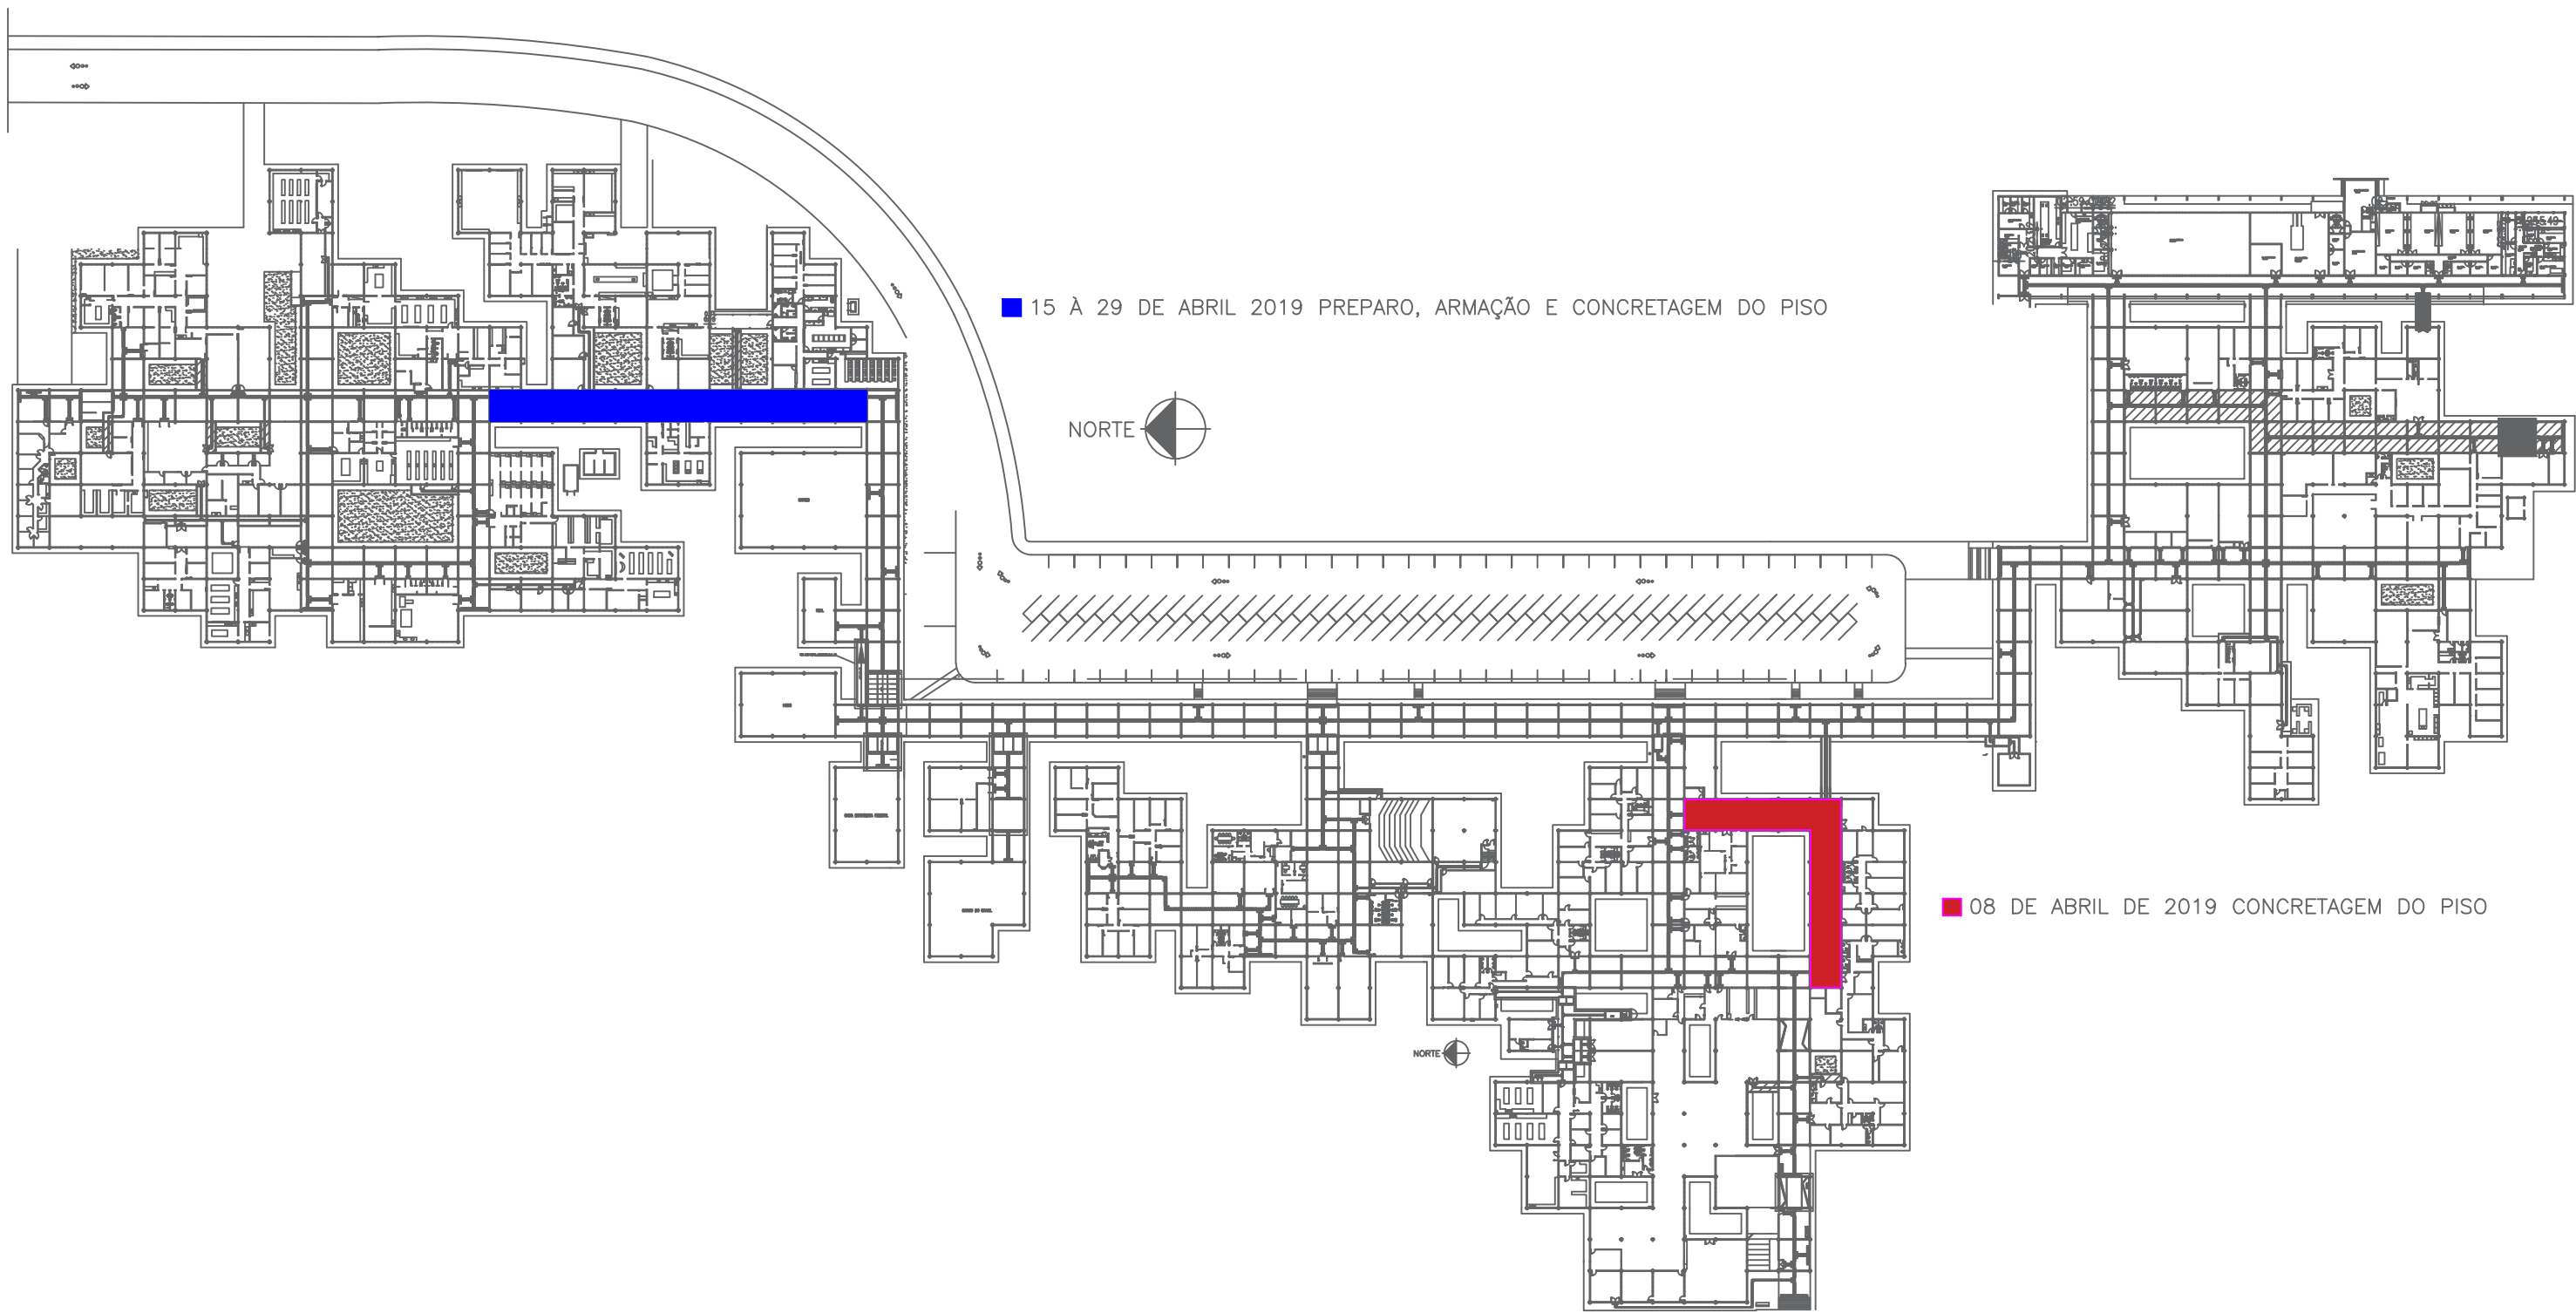 15 À 29 DE ABRIL 2019 PREPARO, ARMAÇÃO E CONCRETAGEM DO PISO
NORTE
08 DE ABRIL DE 2019 CONCRETAGEM DO PISO
NORTE